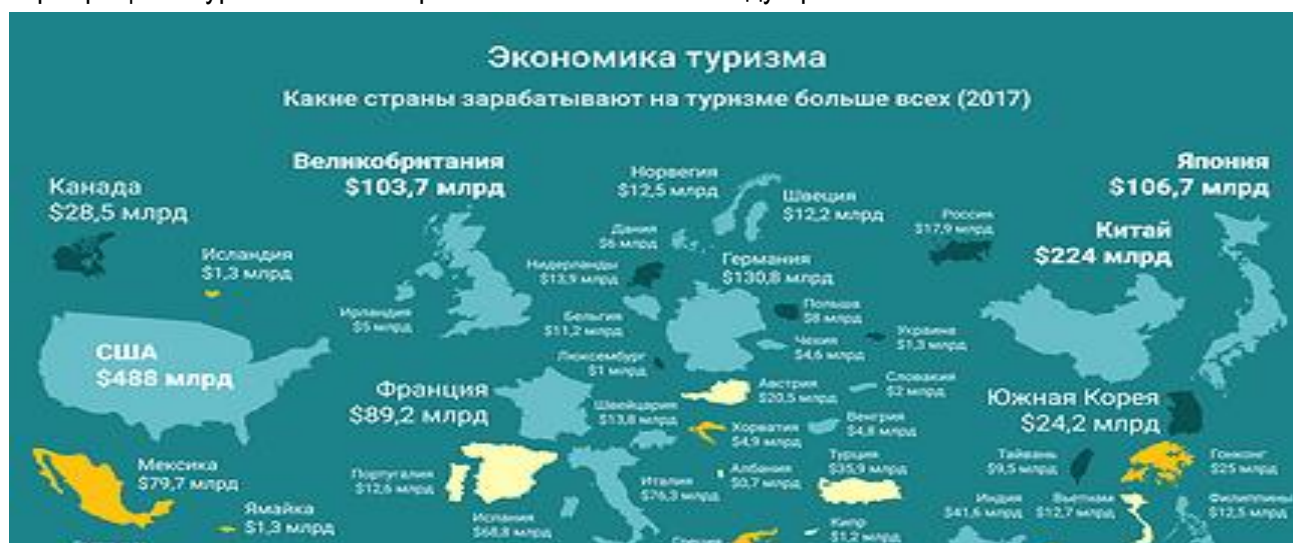 Экономика туризма
Какие страны зарабатывают на туризме больше всех (2017)
Великобритания
$103,7 млрд
Канада
$28,5 млрд
Исландия
$1,3 млрд
Норвегия
$12,5 млрд
Швеция
$12,2 млрд
Дания
$6 млрд
Россия
$17,9 млрд
Япония
$106,7 млрд
Китай
$224 млрд
Нидерланды
$13,9 млрд
Германия
$130,8 млрд
Ирландия
$5 млрд
Бельгия
$11,2 млрд
Польша
$8 млрд
Украина
$1,3 млрд
Чехия
$4,6 млрд
Люксембург
$1 млрд
США
$488 млрд
Франция
$89,2 млрд
Швейцария
$13,8 млрд
Австрия
$20,5 млрд
Словакия
$2 млрд
Южная Корея
$24,2 млрд
Хорватия
$4,9 млрд
Венгрия
$4,8 млрд
Мексика
$79,7 млрд
Португалия
$12,6 млрд
Италия
$76,3 млрд
Албания
$0,7 млрд
Турция
$35,9 млрд
Тайвань
$9,5 млрд
Гонконг
$25 млрд
Ямайка
$1,3 млрд
Испания
$68,8 млрд
Кипр
$1,2 млрд
Индия
$41,6 млрд
Вьетнам
$12,7 млрд
Филиппины
$12,5 млрд